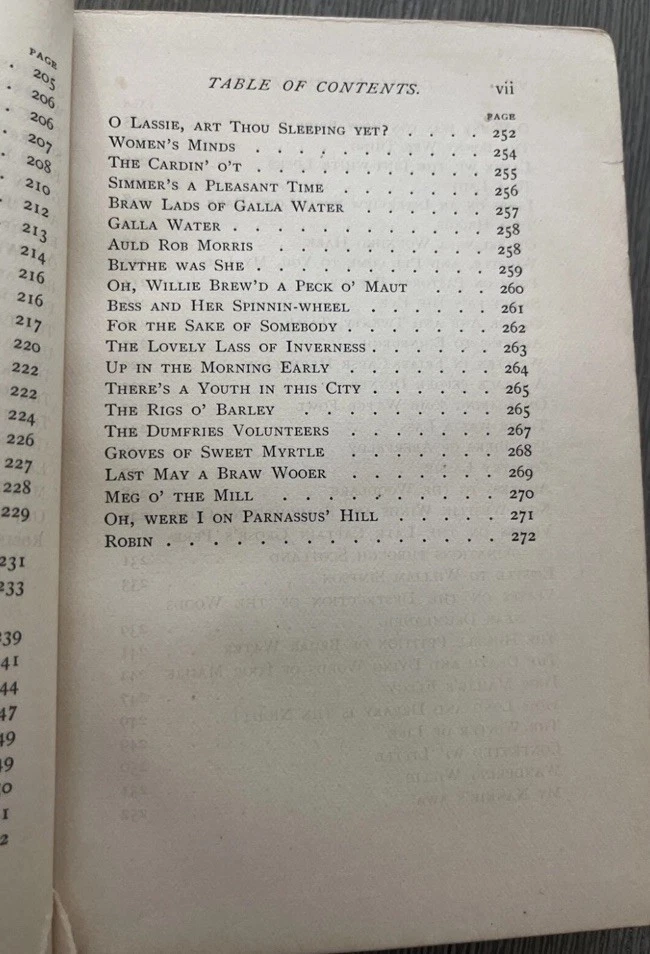 PAGE
205
206
206
207
208
210
212
213
214
216
216
217
220
222
222
224
226
227
228
229
231
233
239
TABLE OF CONTENTS. vii
PAGE
O Lassie, art Thou Sleeping yet? . . . . 252
Women's Minds . . . . . . . . . . 254
The Cardin' o't . . . . . . . . . . 255
Simmer's a Pleasant Time . . . . . . . 256
Braw Lads of Galla Water . . . . . . 257
Galla Water . . . . . . . . . . . 258
Auld Rob Morris . . . . . . . . . 258
Blythe was She . . . . . . . . . . 259
Oh, Willie Brew'd a Peck o' Maut . . . 260
Bess and Her Spinnin-wheel . . . . . . 261
For the Sake of Somebody . . . . . . . 262
The Lovely Lass of Inverness . . . . . . 263
Up in the Morning Early . . . . . . . 264
There's a Youth in this City . . . . . . 265
The Rigs o' Barley . . . . . . . . . 265
The Dumfries Volunteers . . . . . . . 267
Groves of Sweet Myrtle . . . . . . . 268
Last May a Braw Wooer . . . . . . . 269
Meg o' the Mill . . . . . . . . . . 270
Oh, were I on Parnassus' Hill . . . . . 271
Robin . . . . . . . . . . . . . . 272